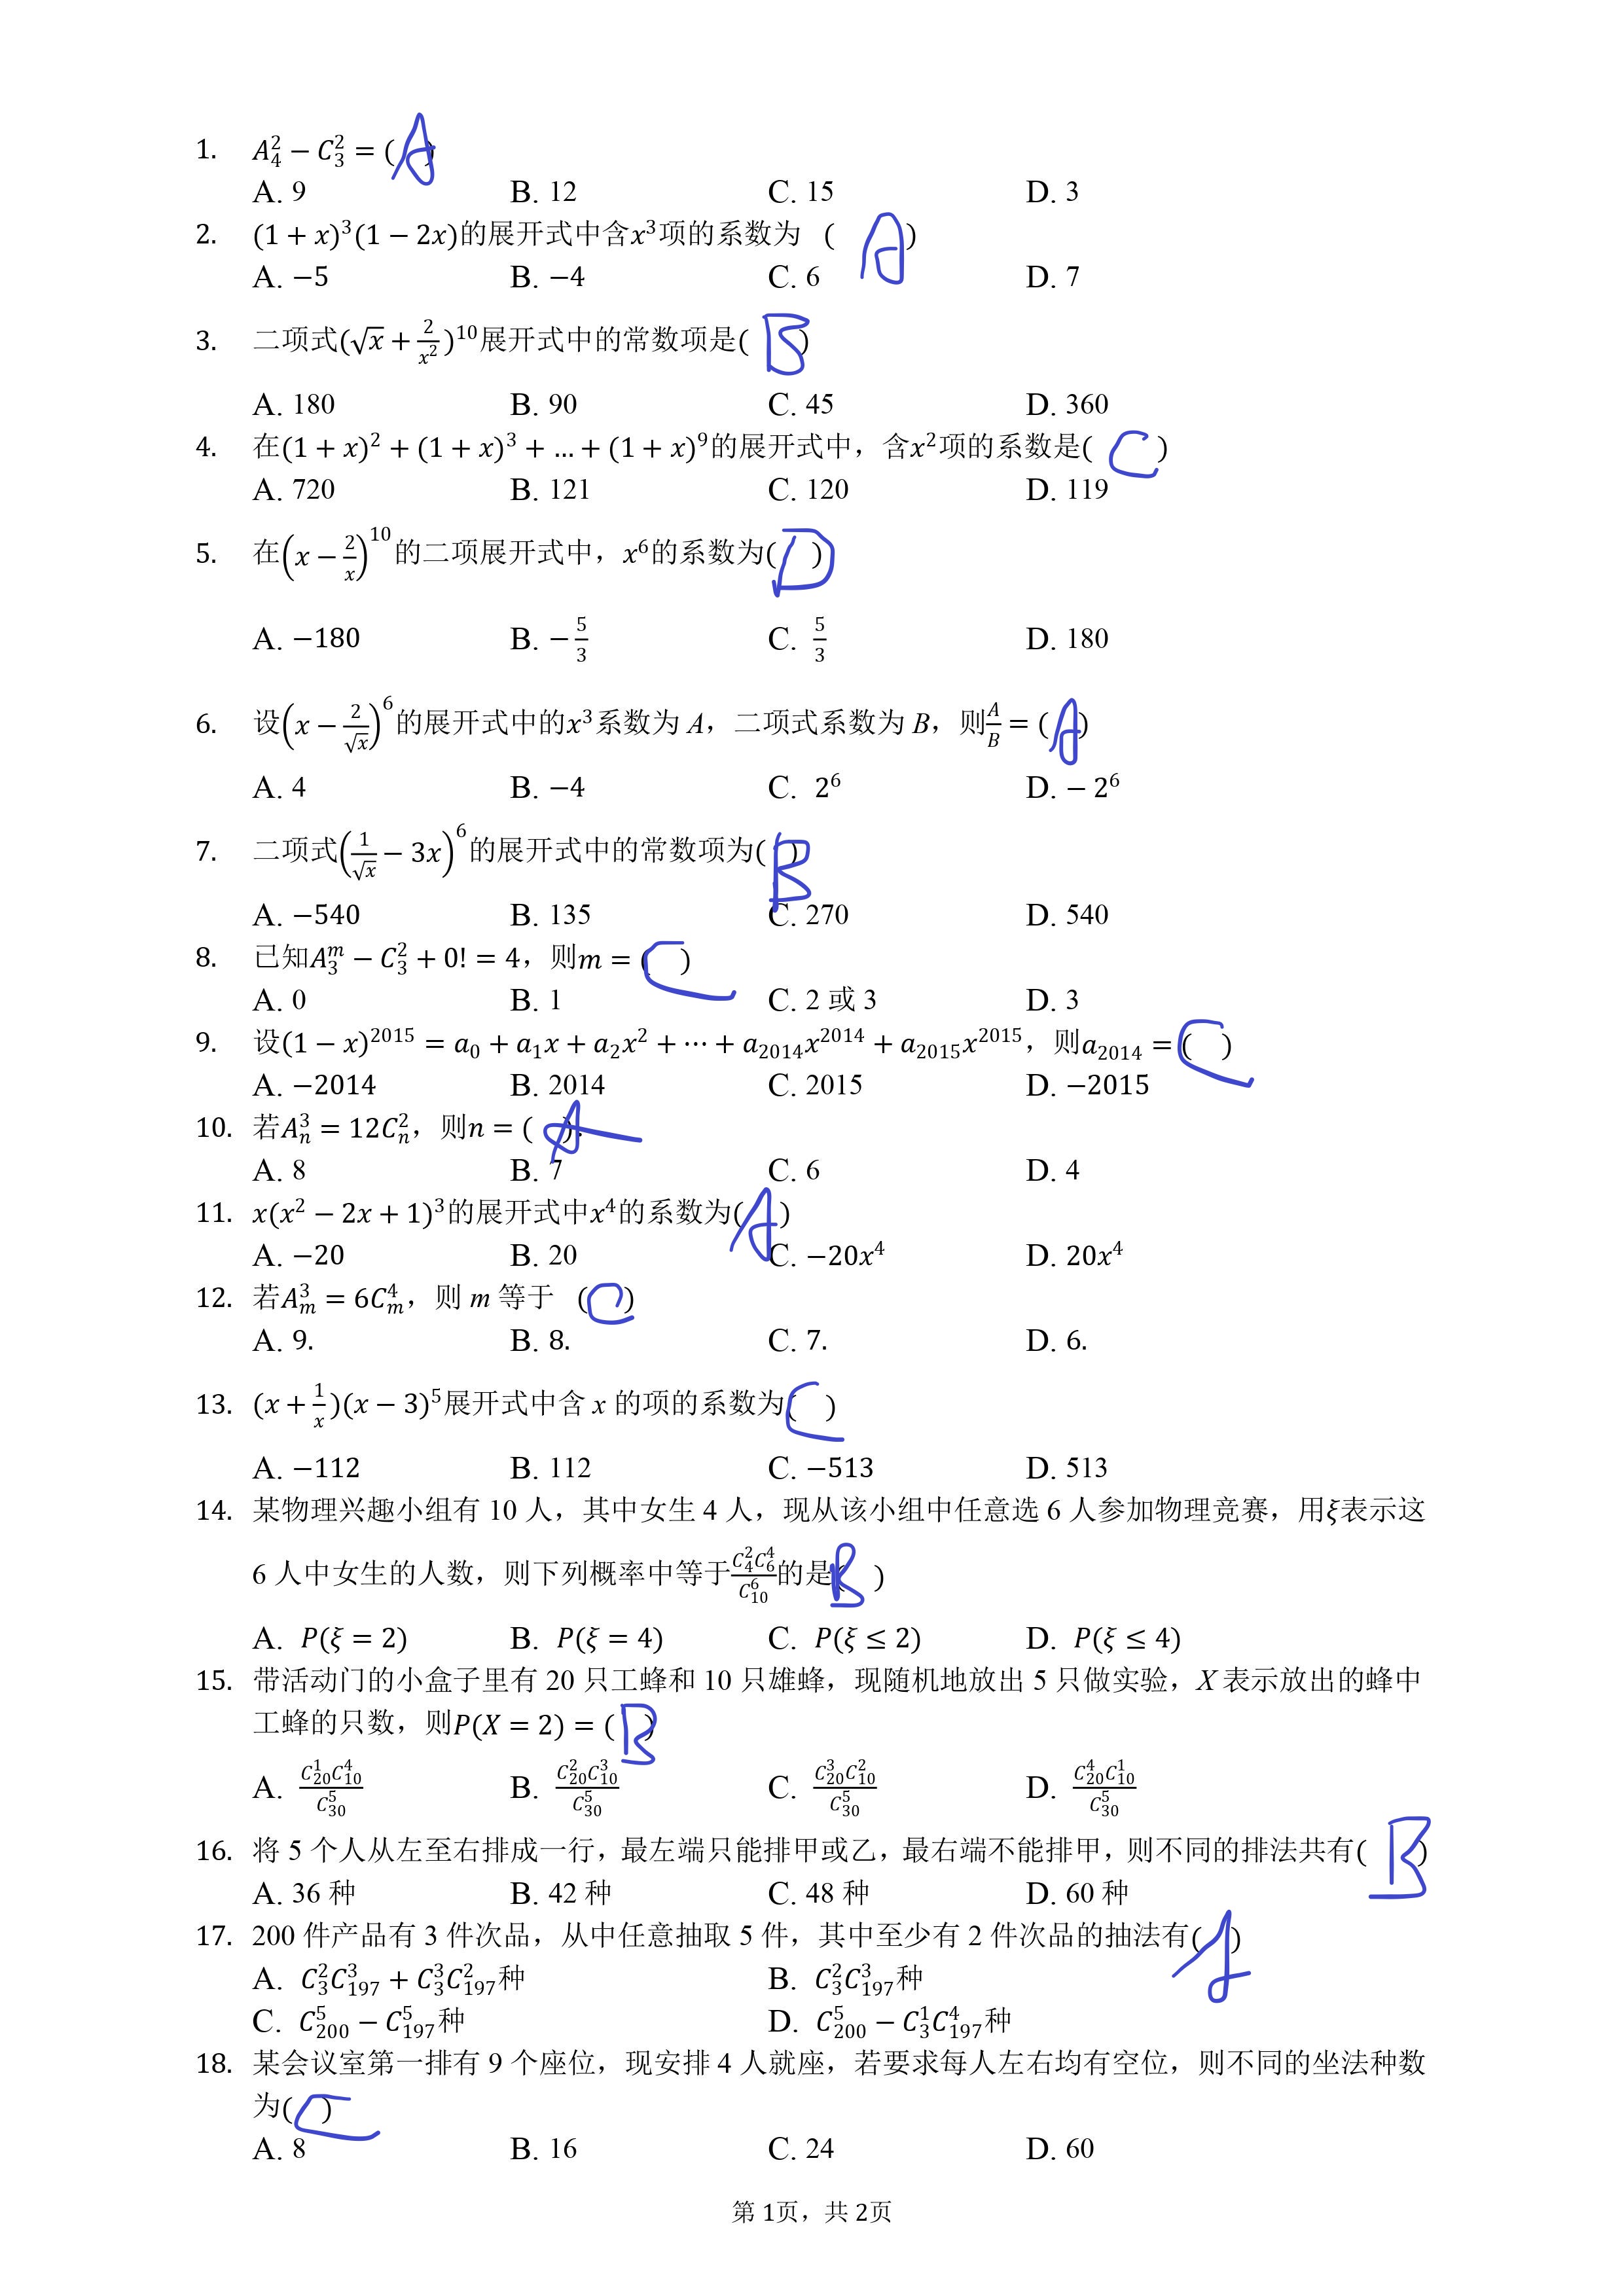 1. $A_4^2 - C_3^2 = ( A )$
A. 9 B. 12 C. 15 D. 3
2. $(1 + x)^3(1 - 2x)$的展开式中含$x^3$项的系数为 ( A )
A. −5 B. −4 C. 6 D. 7
3. 二项式$(\sqrt{x} + \frac{2}{x^2})^{10}$展开式中的常数项是( B )
A. 180 B. 90 C. 45 D. 360
4. 在$(1 + x)^2 + (1 + x)^3 + \ldots + (1 + x)^9$的展开式中，含$x^2$项的系数是( C )
A. 720 B. 121 C. 120 D. 119
5. 在$\left(x - \frac{2}{x}\right)^{10}$的二项展开式中，$x^6$的系数为( D )
A. −180 B. $-\frac{5}{3}$ C. $\frac{5}{3}$ D. 180
6. 设$\left(x - \frac{2}{\sqrt{x}}\right)^6$的展开式中的$x^3$系数为 A，二项式系数为 B，则$\frac{A}{B} = ( A )$
A. 4 B. −4 C. $2^6$ D. $-2^6$
7. 二项式$\left(\frac{1}{\sqrt{x}} - 3x\right)^6$的展开式中的常数项为( B )
A. −540 B. 135 C. 270 D. 540
8. 已知$A_3^m - C_3^2 + 0! = 4$，则$m = ( C )$
A. 0 B. 1 C. 2 或 3 D. 3
9. 设$(1 - x)^{2015} = a_0 + a_1x + a_2x^2 + \cdots + a_{2014}x^{2014} + a_{2015}x^{2015}$，则$a_{2014} = ( C )$
A. −2014 B. 2014 C. 2015 D. −2015
10. 若$A_n^3 = 12C_n^2$，则$n = ( A )$.
A. 8 B. 7 C. 6 D. 4
11. $x(x^2 - 2x + 1)^3$的展开式中$x^4$的系数为( A )
A. −20 B. 20 C. $-20x^4$ D. $20x^4$
12. 若$A_m^3 = 6C_m^4$，则 m 等于 ( C )
A. 9. B. 8. C. 7. D. 6.
13. $(x + \frac{1}{x})(x - 3)^5$展开式中含 x 的项的系数为( C )
A. −112 B. 112 C. −513 D. 513
14. 某物理兴趣小组有 10 人，其中女生 4 人，现从该小组中任意选 6 人参加物理竞赛，用$\xi$表示这
6 人中女生的人数，则下列概率中等于$\frac{C_4^2C_6^4}{C_{10}^6}$的是( B )
A. $P(\xi = 2)$ B. $P(\xi = 4)$ C. $P(\xi \leq 2)$ D. $P(\xi \leq 4)$
15. 带活动门的小盒子里有 20 只工蜂和 10 只雄蜂，现随机地放出 5 只做实验，X 表示放出的蜂中
工蜂的只数，则$P(X = 2) = ( B )$
A. $\frac{C_{20}^1C_{10}^4}{C_{30}^5}$ B. $\frac{C_{20}^2C_{10}^3}{C_{30}^5}$ C. $\frac{C_{20}^3C_{10}^2}{C_{30}^5}$ D. $\frac{C_{20}^4C_{10}^1}{C_{30}^5}$
16. 将 5 个人从左至右排成一行，最左端只能排甲或乙，最右端不能排甲，则不同的排法共有( B )
A. 36 种 B. 42 种 C. 48 种 D. 60 种
17. 200 件产品有 3 件次品，从中任意抽取 5 件，其中至少有 2 件次品的抽法有( A )
A. $C_3^2C_{197}^3 + C_3^3C_{197}^2$种 B. $C_3^2C_{197}^3$种
C. $C_{200}^5 - C_{197}^5$种 D. $C_{200}^5 - C_3^1C_{197}^4$种
18. 某会议室第一排有 9 个座位，现安排 4 人就座，若要求每人左右均有空位，则不同的坐法种数
为( C )
A. 8 B. 16 C. 24 D. 60
第 1页，共 2页